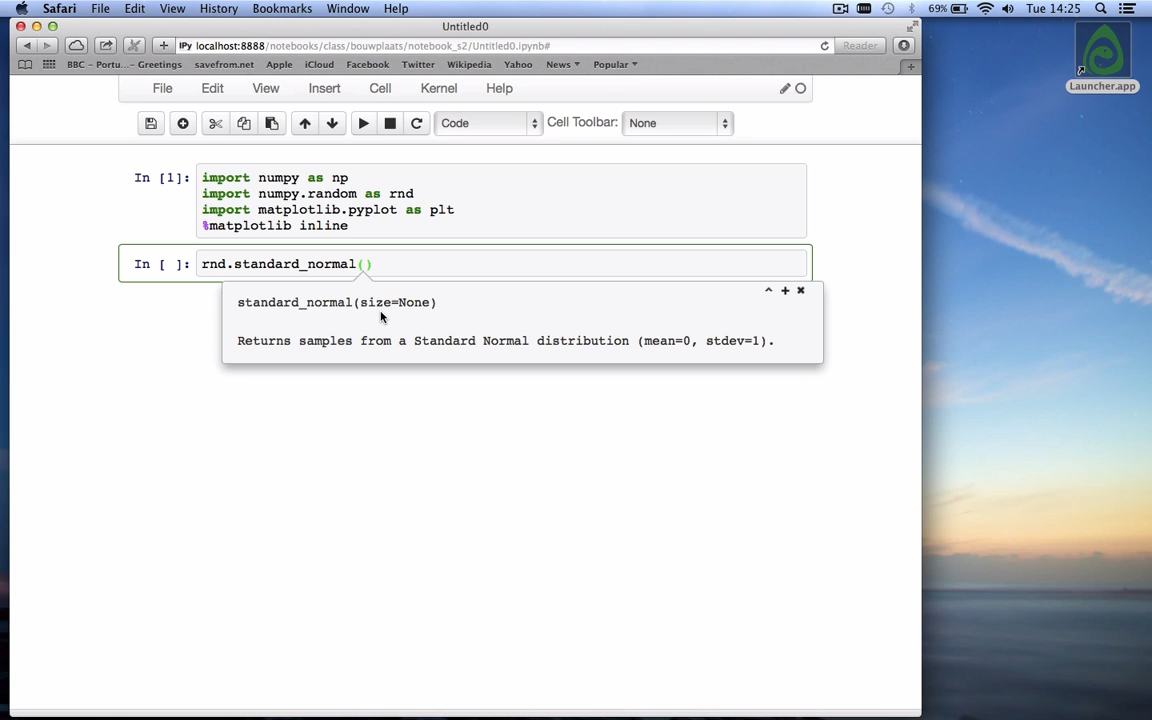 Safari File Edit View History Bookmarks Window Help 69% Tue 14:25
Untitled0
IPy localhost:8888/notebooks/class/bouwplaats/notebook_s2/Untitled0.ipynb# Reader
BBC – Portu... – Greetings savefrom.net Apple iCloud Facebook Twitter Wikipedia Yahoo News Popular
Launcher.app
File Edit View Insert Cell Kernel Help
Code Cell Toolbar: None
In [1]: import numpy as np
import numpy.random as rnd
import matplotlib.pyplot as plt
%matplotlib inline
In [ ]: rnd.standard_normal()
standard_normal(size=None)
Returns samples from a Standard Normal distribution (mean=0, stdev=1).